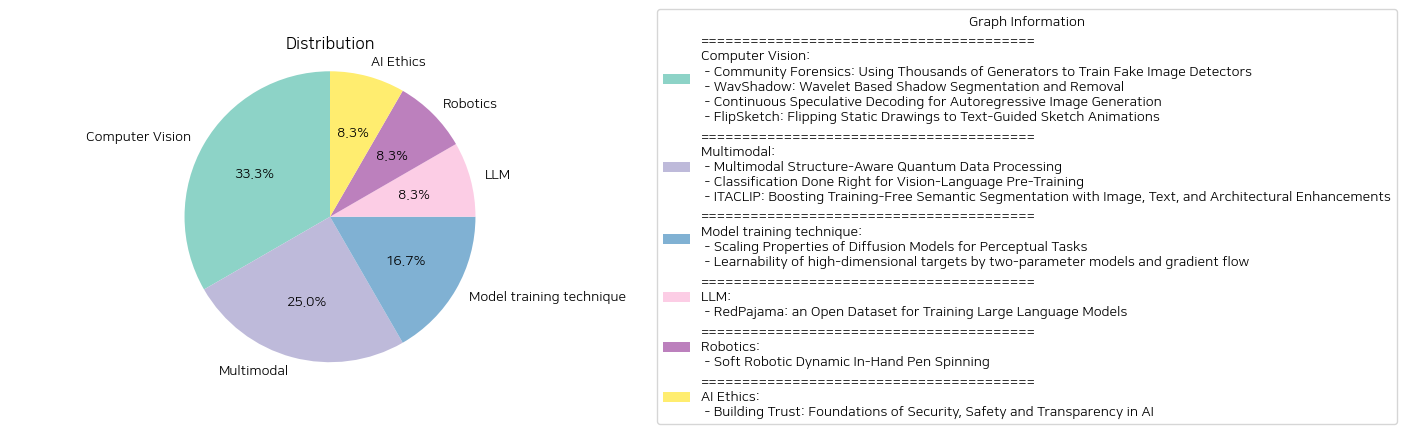 Distribution
AI Ethics
Robotics
Computer Vision
LLM
Model training technique
Multimodal
8.3%
8.3%
33.3%
8.3%
16.7%
25.0%
Graph Information
========================================
Computer Vision:
- Community Forensics: Using Thousands of Generators to Train Fake Image Detectors
- WavShadow: Wavelet Based Shadow Segmentation and Removal
- Continuous Speculative Decoding for Autoregressive Image Generation
- FlipSketch: Flipping Static Drawings to Text-Guided Sketch Animations
========================================
Multimodal:
- Multimodal Structure-Aware Quantum Data Processing
- Classification Done Right for Vision-Language Pre-Training
- ITACLIP: Boosting Training-Free Semantic Segmentation with Image, Text, and Architectural Enhancements
========================================
Model training technique:
- Scaling Properties of Diffusion Models for Perceptual Tasks
- Learnability of high-dimensional targets by two-parameter models and gradient flow
========================================
LLM:
- RedPajama: an Open Dataset for Training Large Language Models
========================================
Robotics:
- Soft Robotic Dynamic In-Hand Pen Spinning
========================================
AI Ethics:
- Building Trust: Foundations of Security, Safety and Transparency in AI